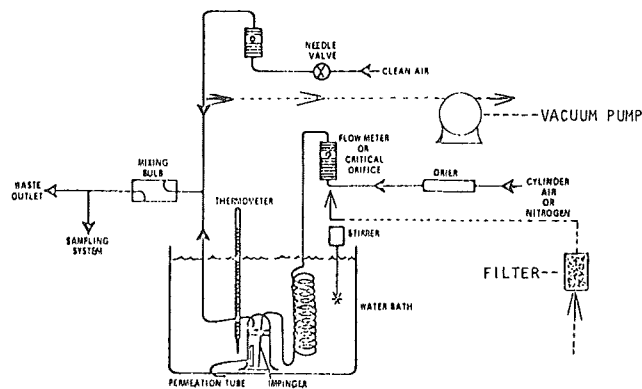 NEEDLE
VALVE
CLEAN AIR
VACUUM PUMP
FLOW METER
OR
CRITICAL
ORIFICE
MIXING
BULB
DRIER
WASTE
OUTLET
THERMOMETER
CYLINDER
AIR OR
NITROGEN
SAMPLING
SYSTEM
STIRRER
FILTER
WATER BATH
PERMEATION TUBE
IMPINGER